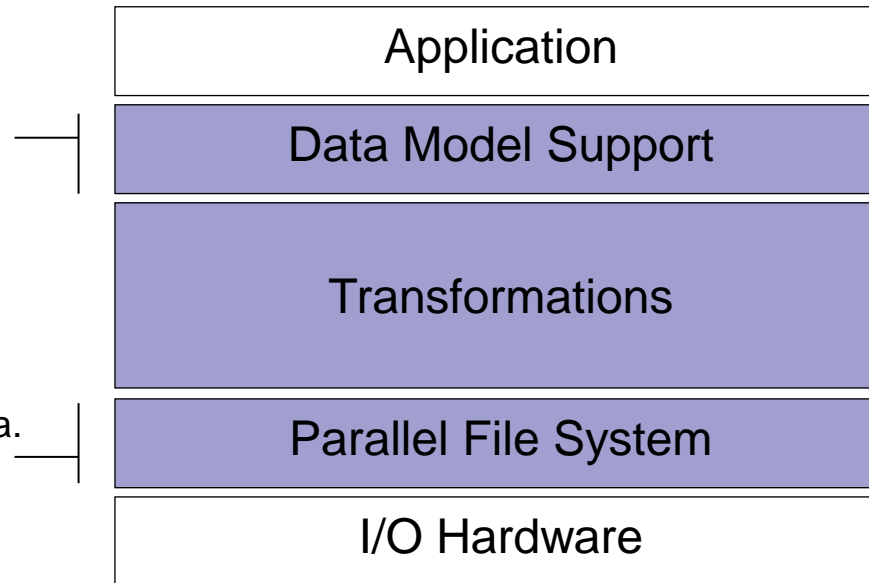 Application
Data Model Support
Transformations
a.
Parallel File System
I/O Hardware